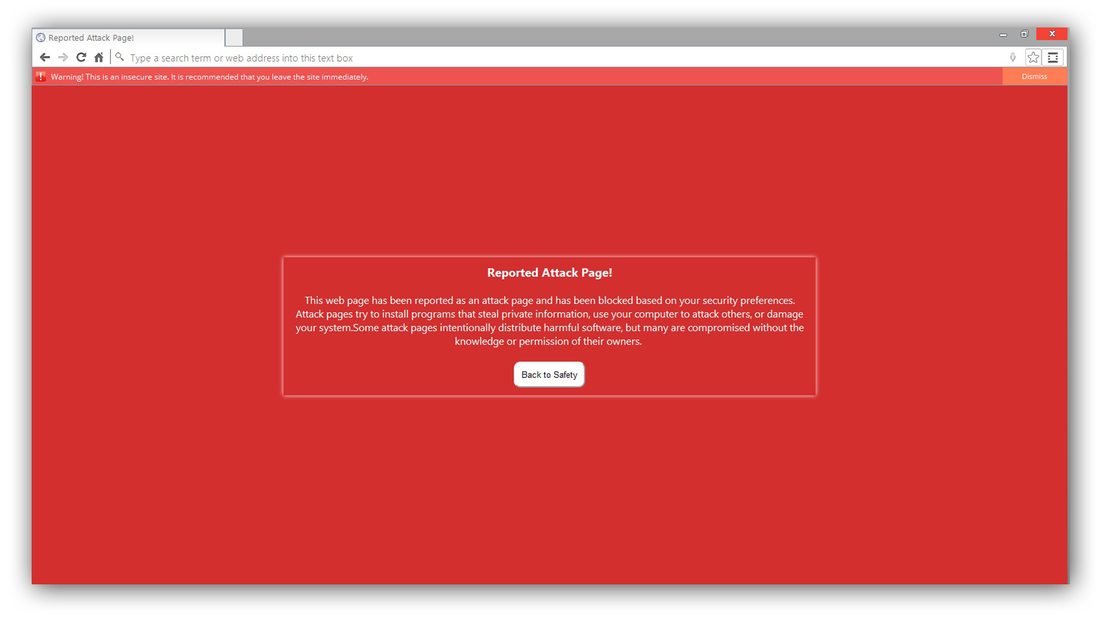 Reported Attack Page!
Type a search term or web address into this text box
Warning! This is an insecure site. It is recommended that you leave the site immediately.
Dismiss
Reported Attack Page!
This web page has been reported as an attack page and has been blocked based on your security preferences.
Attack pages try to install programs that steal private information, use your computer to attack others, or damage
your system.Some attack pages intentionally distribute harmful software, but many are compromised without the
knowledge or permission of their owners.
Back to Safety